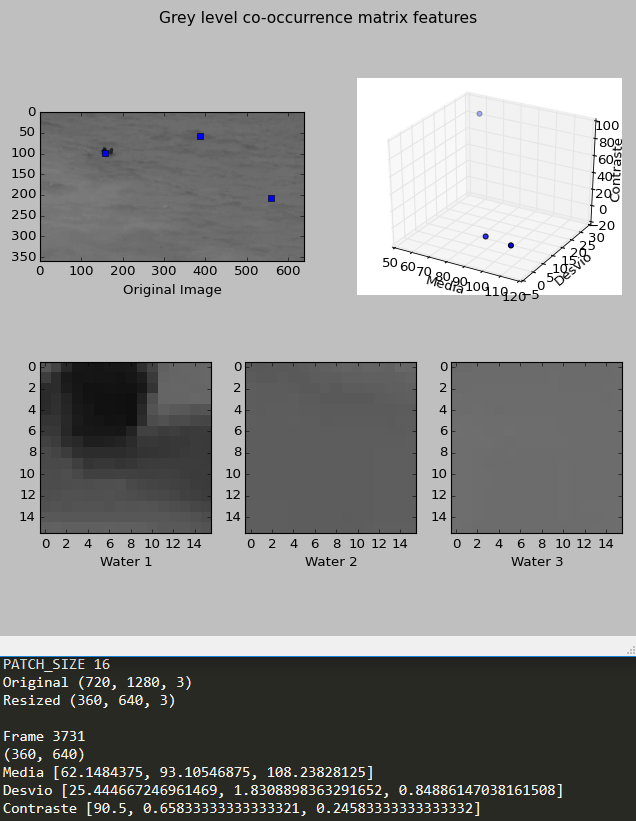 Grey level co-occurrence matrix features
0
50
100
150
200
250
300
350
0 100 200 300 400 500 600
Original Image
100
80
60
40
20
0
−20
Contraste
50 60 70 80 90 100 110 120
Media
−5 0 5 10 15 20 25 30
Desvio
0
2
4
6
8
10
12
14
0 2 4 6 8 10 12 14
Water 1
0
2
4
6
8
10
12
14
0 2 4 6 8 10 12 14
Water 2
0
2
4
6
8
10
12
14
0 2 4 6 8 10 12 14
Water 3
PATCH_SIZE 16
Original (720, 1280, 3)
Resized (360, 640, 3)
Frame 3731
(360, 640)
Media [62.1484375, 93.10546875, 108.23828125]
Desvio [25.444667246961469, 1.8308898363291652, 0.84886147038161508]
Contraste [90.5, 0.65833333333333321, 0.24583333333333332]